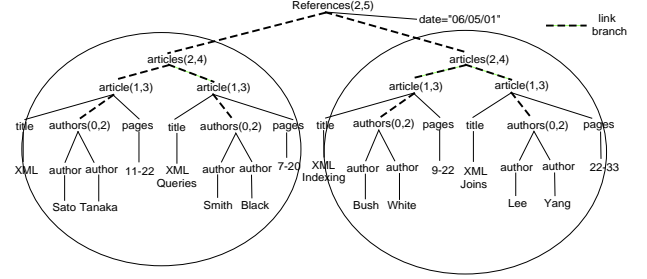 References(2,5)
date="06/05/01"
link
branch
articles(2,4)
articles(2,4)
article(1,3)
article(1,3)
article(1,3)
article(1,3)
title
authors(0,2)
pages
title
authors(0,2)
pages
title
authors(0,2)
pages
title
authors(0,2)
pages
XML
author
author
11-22
XML
Queries
author
author
7-20
XML
Indexing
author
author
9-22
XML
Joins
author
author
22-33
Sato
Tanaka
Smith
Black
Bush
White
Lee
Yang